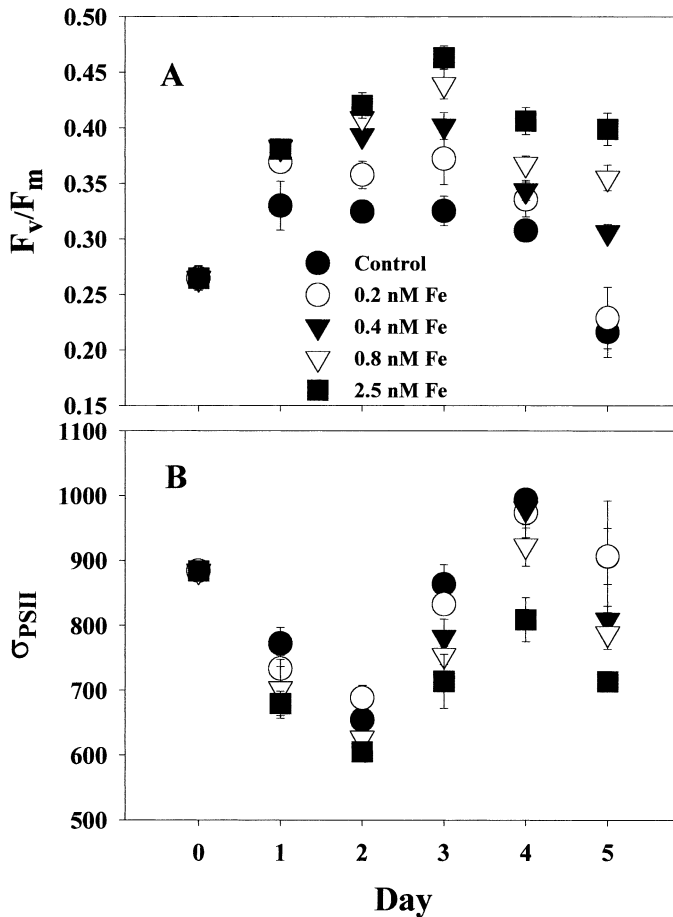 0.50
A
0.45
0.40
0.35
0.30
0.25
0.20
0.15
Fv/Fm
Control
0.2 nM Fe
0.4 nM Fe
0.8 nM Fe
2.5 nM Fe
1100
B
1000
900
800
700
600
500
σPSII
0 1 2 3 4 5
Day